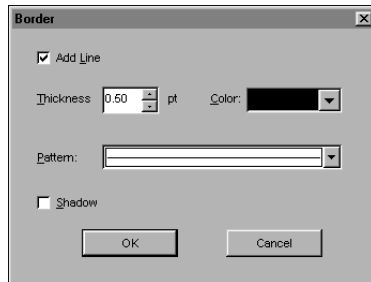 Border
Add Line
Thickness 0.50 pt Color:
Pattern:
Shadow
OK Cancel